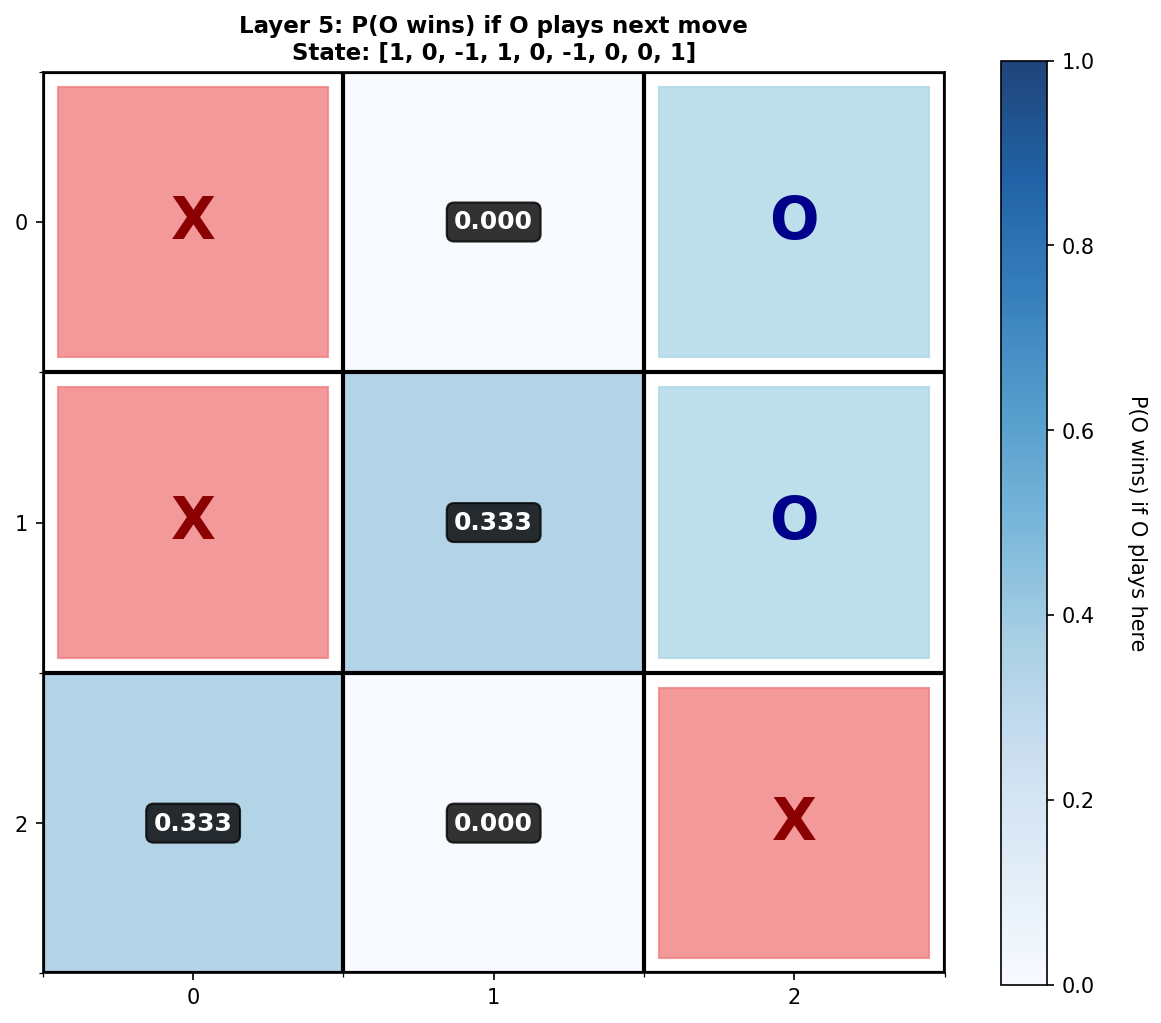 Layer 5: P(O wins) if O plays next move
State: [1, 0, -1, 1, 0, -1, 0, 0, 1]
X
0.000
O
X
0.333
O
0.333
0.000
X
0
1
2
0
1
2
1.0
0.8
0.6
0.4
0.2
0.0
P(O wins) if O plays here